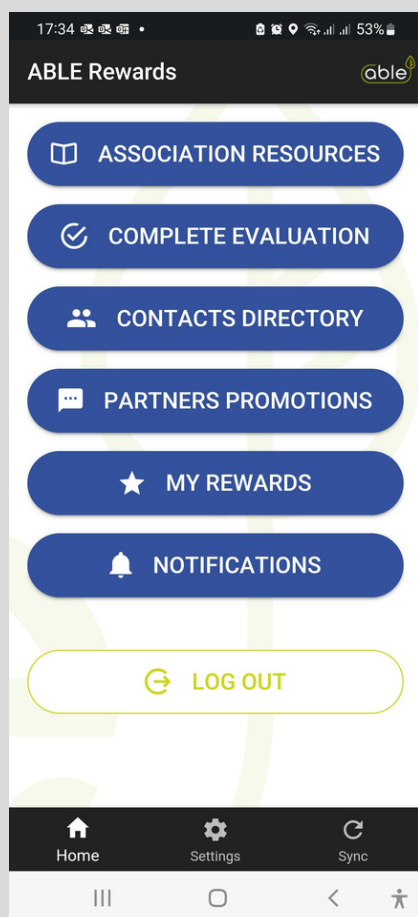 17:34 53%
ABLE Rewards able
ASSOCIATION RESOURCES
COMPLETE EVALUATION
CONTACTS DIRECTORY
PARTNERS PROMOTIONS
MY REWARDS
NOTIFICATIONS
LOG OUT
Home Settings Sync